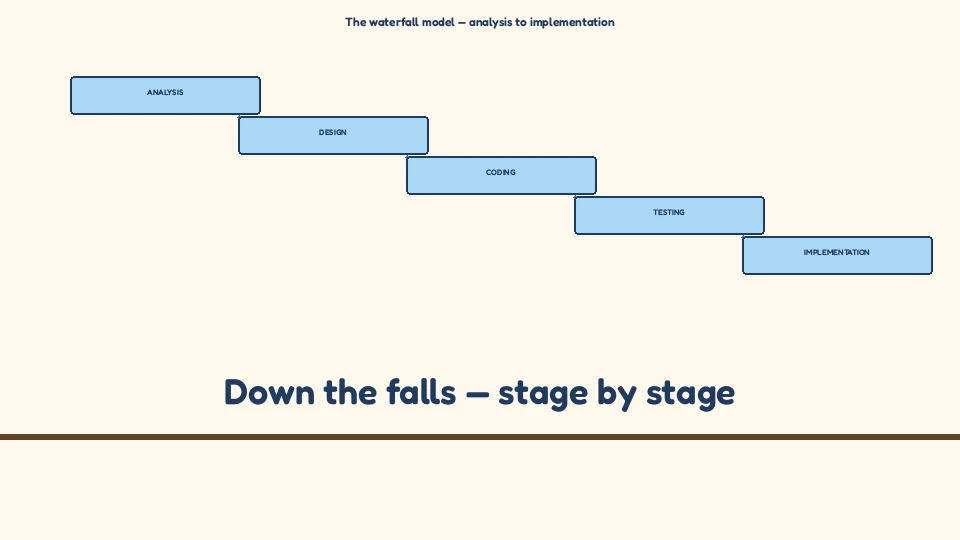 The waterfall model — analysis to implementation
ANALYSIS
DESIGN
CODING
TESTING
IMPLEMENTATION
Down the falls — stage by stage